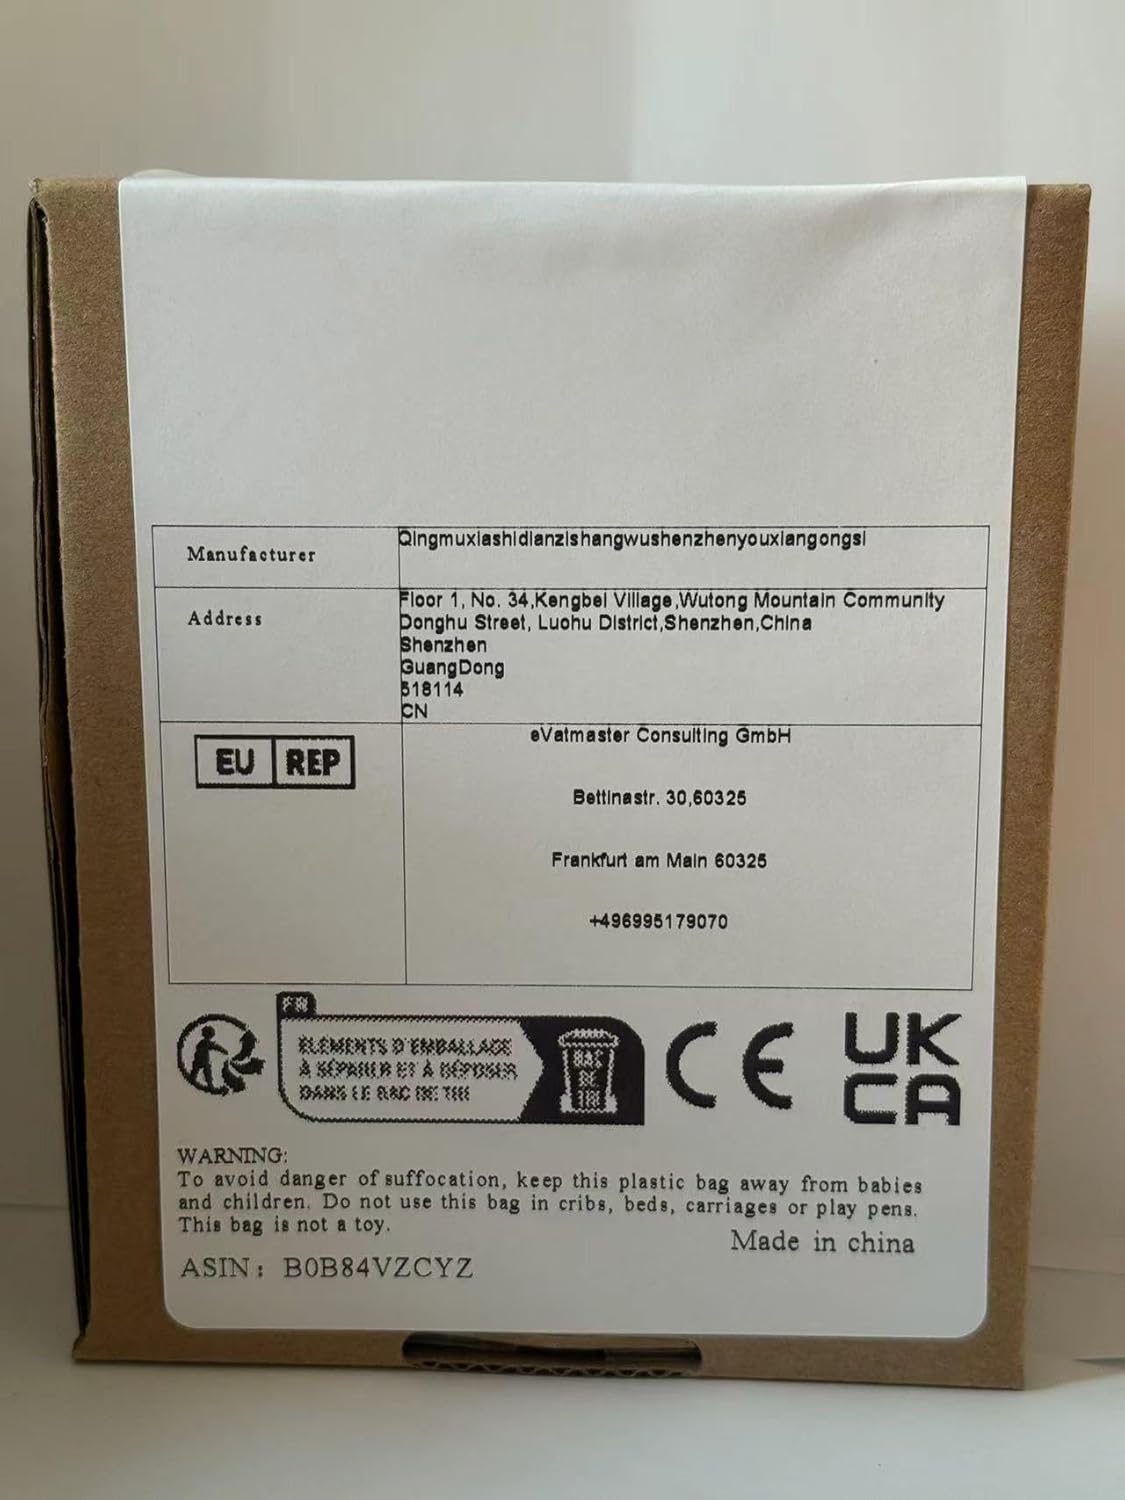 Manufacturer
Qingmuxiashidianzishangwushenzhenyouxiangongsi
Address
Floor 1, No. 34,Kengbei Village,Wutong Mountain Community
Donghu Street, Luohu District,Shenzhen,China
Shenzhen
GuangDong
518114
CN
EU REP
eVatmaster Consulting GmbH
Bettinastr. 30,60325
Frankfurt am Main 60325
+496995179070
FR
ÉLÉMENTS D'EMBALLAGE
À SÉPARER ET À DÉPOSER
DANS LE BAC DE TRI
BAC
DE
TRI
CE
UK
CA
WARNING:
To avoid danger of suffocation, keep this plastic bag away from babies
and children. Do not use this bag in cribs, beds, carriages or play pens.
This bag is not a toy.
Made in china
ASIN: B0B84VZCYZ